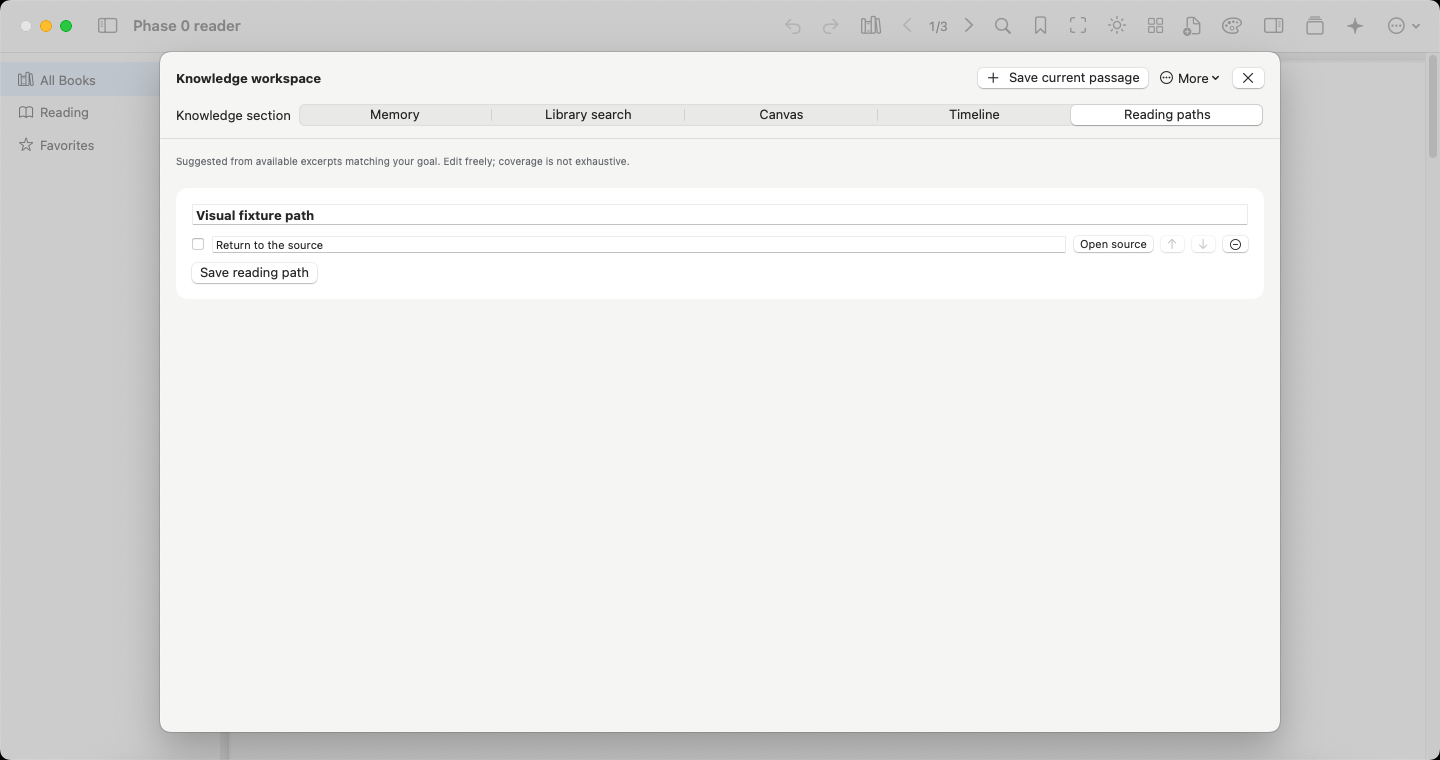 Phase 0 reader
1/3
All Books
Reading
Favorites
Knowledge workspace
Save current passage
More
Knowledge section
Memory
Library search
Canvas
Timeline
Reading paths
Suggested from available excerpts matching your goal. Edit freely; coverage is not exhaustive.
Visual fixture path
Return to the source
Open source
Save reading path